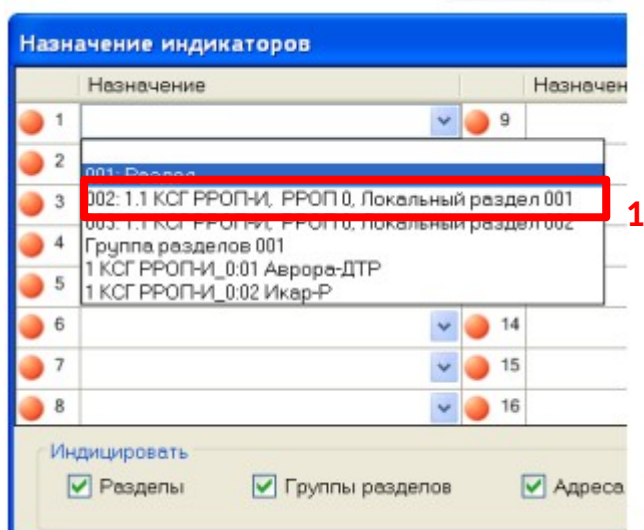 Назначение индикаторов
Назначение Назначен
1 9
2
001: Раздел
3 002: 1.1 КСГ РРОП-И, РРОП 0, Локальный раздел 001
1
003: 1.1 КСГ РРОП-И, РРОП 0, Локальный раздел 002
4 Группа разделов 001
1 КСГ РРОП-И_0:01 Аврора-ДТР
5 1 КСГ РРОП-И_0:02 Икар-Р
6 14
7 15
8 16
Индицировать
Разделы Группы разделов Адреса